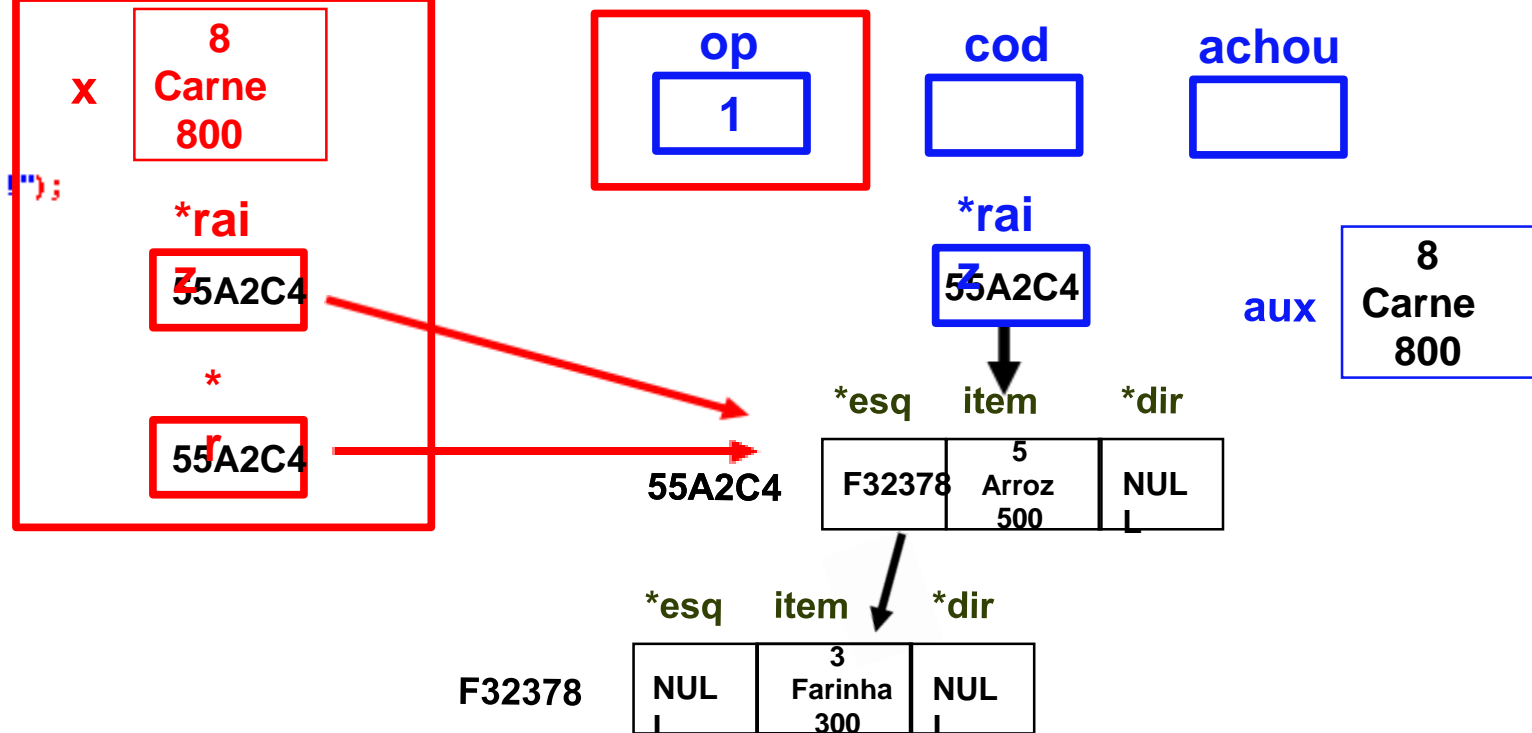 x
8
Carne
800
!");
*rai
z
55A2C4
*
r
55A2C4
op
1
cod
achou
*rai
z
55A2C4
aux
8
Carne
800
*esq item *dir
55A2C4
F32378
5
Arroz
500
NUL
L
*esq item *dir
F32378
NUL
L
3
Farinha
300
NUL
L